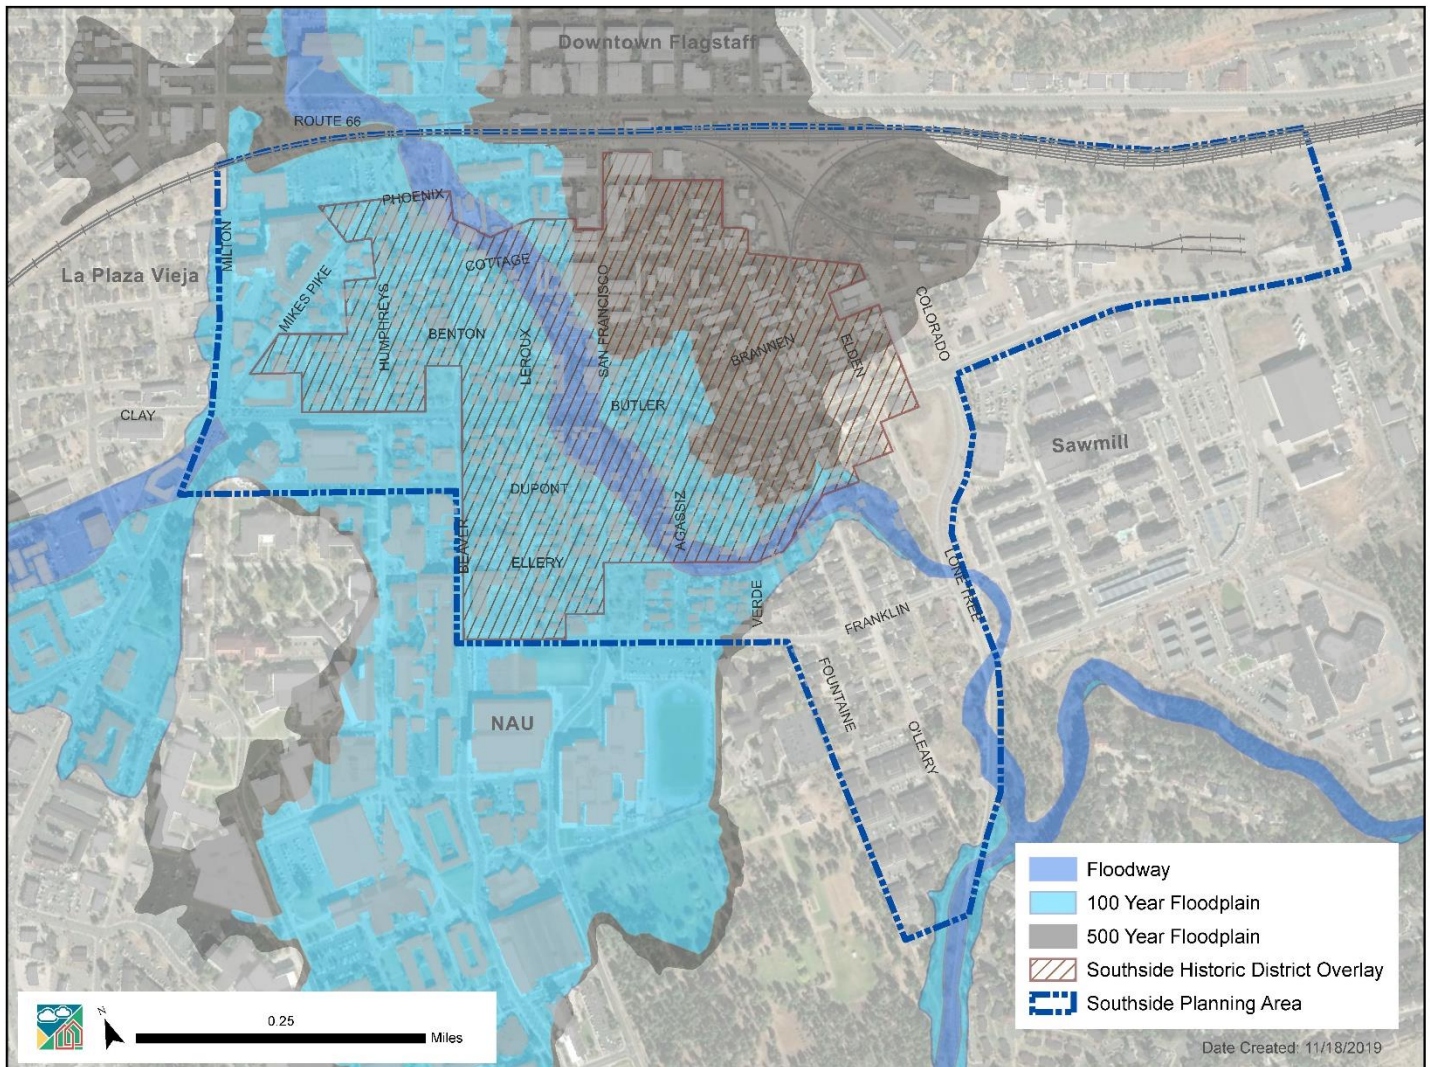 Downtown Flagstaff
ROUTE 66
PHOENIX
MILTON
La Plaza Vieja
COTTAGE
MIKES PIKE
HUMPHREYS
SAN FRANCISCO
COLORADO
BENTON
LEROUX
BRANNEN
ELDEN
CLAY
BUTLER
Sawmill
DUPONT
AGASSIZ
BEAVER
ELLERY
LONE TREE
VERDE
FRANKLIN
FOUNTAINE
NAU
O'LEARY
Floodway
100 Year Floodplain
500 Year Floodplain
Southside Historic District Overlay
Southside Planning Area
N
0.25
Miles
Date Created: 11/18/2019